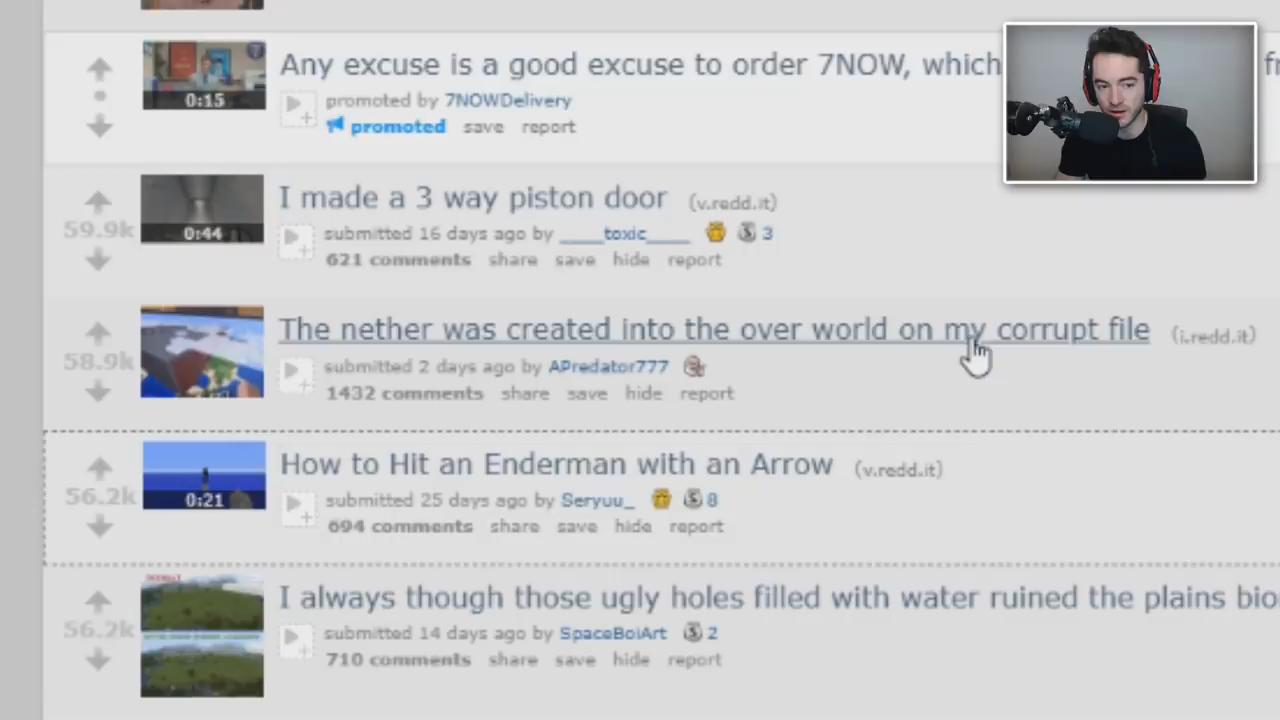 Any excuse is a good excuse to order 7NOW, which
0:15
promoted by 7NOWDelivery
promoted save report
I made a 3 way piston door (v.redd.it)
59.9k
0:44
submitted 16 days ago by ____toxic____ 3
621 comments share save hide report
The nether was created into the over world on my corrupt file (i.redd.it)
58.9k
submitted 2 days ago by APredator777
1432 comments share save hide report
How to Hit an Enderman with an Arrow (v.redd.it)
56.2k
0:21
submitted 25 days ago by Seryuu_ 8
694 comments share save hide report
I always though those ugly holes filled with water ruined the plains bio
56.2k
submitted 14 days ago by SpaceBoiArt 2
710 comments share save hide report